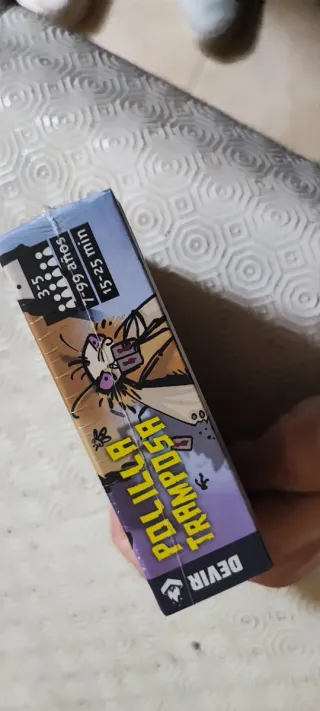 3-5
7-99 años
15-25 min
POLILLA
TRAMPOSA
DEVIR